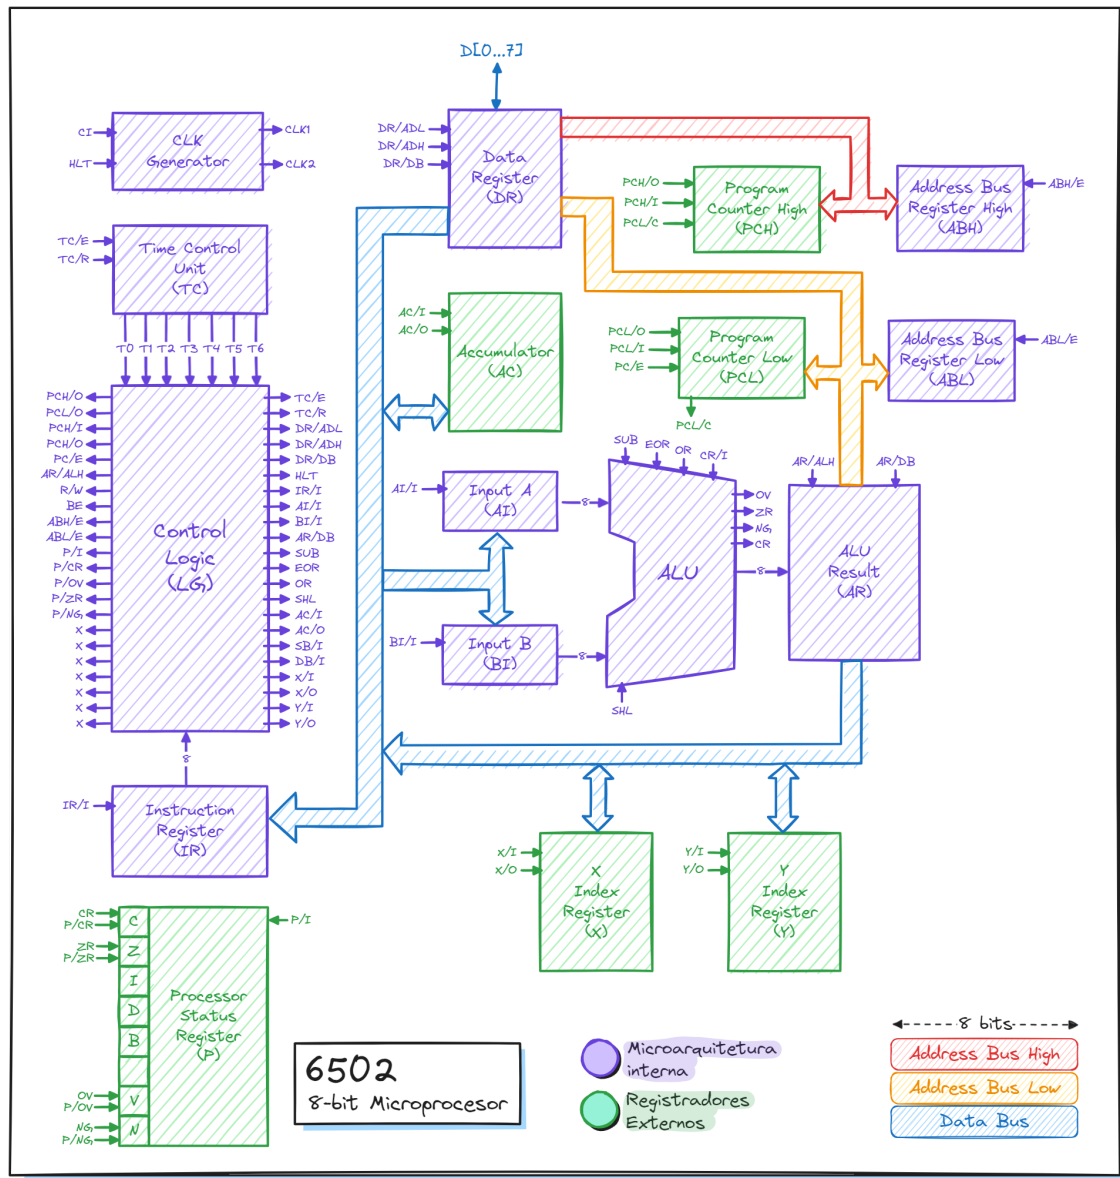 D[0...7]
CI
HLT
CLK
Generator
CLK1
CLK2
DR/ADL
DR/ADH
DR/DB
Data
Register
(DR)
PCH/O
PCH/I
PCL/C
Program
Counter High
(PCH)
Address Bus
Register High
(ABH)
ABH/E
TC/E
TC/R
Time Control
Unit
(TC)
T0 T1 T2 T3 T4 T5 T6
AC/I
AC/O
Accumulator
(AC)
PCL/O
PCL/I
PC/E
Program
Counter Low
(PCL)
PCL/C
Address Bus
Register Low
(ABL)
ABL/E
PCH/O
PCL/O
PCH/I
PCH/O
PC/E
AR/ALH
R/W
BE
ABH/E
ABL/E
P/I
P/CR
P/OV
P/ZR
P/NG
X
X
X
X
X
X
X
Control
Logic
(LG)
TC/E
TC/R
DR/ADL
DR/ADH
DR/DB
HLT
IR/I
AI/I
BI/I
AR/DB
SUB
EOR
OR
SHL
AC/I
AC/O
SB/I
DB/I
X/I
X/O
Y/I
Y/O
AI/I
Input A
(AI)
8
BI/I
Input B
(BI)
8
SUB
EOR
OR
CR/I
ALU
SHL
OV
ZR
NG
CR
8
AR/ALH
AR/DB
ALU
Result
(AR)
8
IR/I
Instruction
Register
(IR)
X/I
X/O
X
Index
Register
(X)
Y/I
Y/O
Y
Index
Register
(Y)
CR
P/CR
ZR
P/ZR
OV
P/OV
NG
P/NG
C
Z
I
D
B
V
N
Processor
Status
Register
(P)
P/I
6502
8-bit Microprocesor
Microarquitetura
interna
Registradores
Externos
8 bits
Address Bus High
Address Bus Low
Data Bus